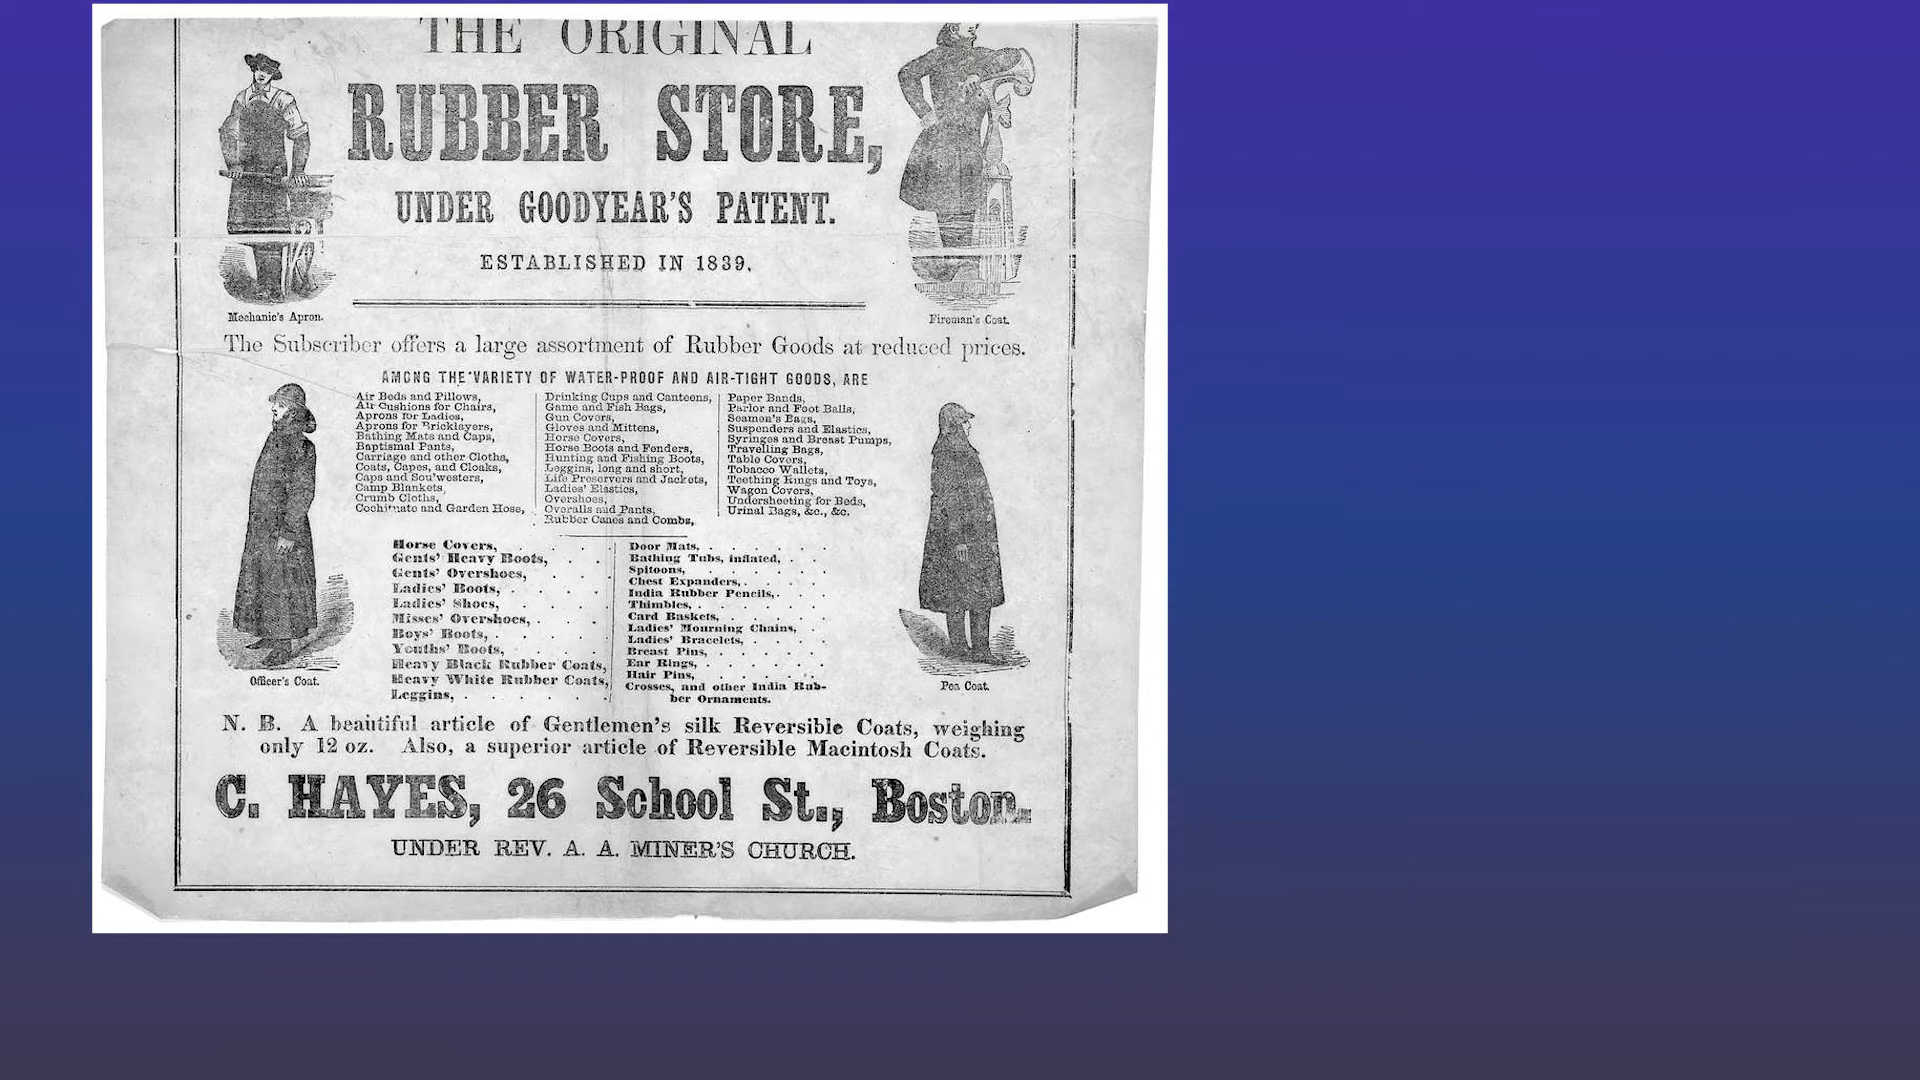 THE ORIGINAL
RUBBER STORE,
UNDER GOODYEAR'S PATENT.
ESTABLISHED IN 1839.
Mechanic's Apron.
Fireman's Coat.
The Subscriber offers a large assortment of Rubber Goods at reduced prices.
AMONG THE VARIETY OF WATER-PROOF AND AIR-TIGHT GOODS, ARE
Air Beds and Pillows,
Air Cushions for Chairs,
Aprons for Ladies,
Aprons for Bricklayers,
Bathing Mats and Caps,
Baptismal Pants,
Carriage and other Cloths,
Coats, Capes, and Cloaks,
Caps and Sou'westers,
Camp Blankets,
Crumb Cloths,
Cochituate and Garden Hose,
Drinking Cups and Canteens,
Game and Fish Bags,
Gun Covers,
Gloves and Mittens,
Horse Covers,
Horse Boots and Fenders,
Hunting and Fishing Boots,
Leggins, long and short,
Life Preservers and Jackets,
Ladies' Elastics,
Overshoes,
Overalls and Pants,
Rubber Canes and Combs,
Paper Bands,
Parlor and Foot Balls,
Seamen's Bags,
Suspenders and Elastics,
Syringes and Breast Pumps,
Travelling Bags,
Table Covers,
Tobacco Wallets,
Teething Rings and Toys,
Wagon Covers,
Undersheeting for Beds,
Urinal Bags, &c., &c.
Horse Covers,
Gents' Heavy Boots,
Gents' Overshoes,
Ladies' Boots,
Ladies' Shoes,
Misses' Overshoes,
Boys' Boots,
Youths' Boots,
Heavy Black Rubber Coats,
Heavy White Rubber Coats,
Leggins,
Door Mats,
Bathing Tubs, inflated,
Spitoons,
Chest Expanders,
India Rubber Pencils,
Thimbles,
Card Baskets,
Ladies' Mourning Chains,
Ladies' Bracelets,
Breast Pins,
Ear Rings,
Hair Pins,
Crosses, and other India Rub-
ber Ornaments.
Officer's Coat.
Pea Coat.
N. B. A beautiful article of Gentlemen's silk Reversible Coats, weighing
only 12 oz. Also, a superior article of Reversible Macintosh Coats.
C. HAYES, 26 School St., Boston.
UNDER REV. A. A. MINER'S CHURCH.